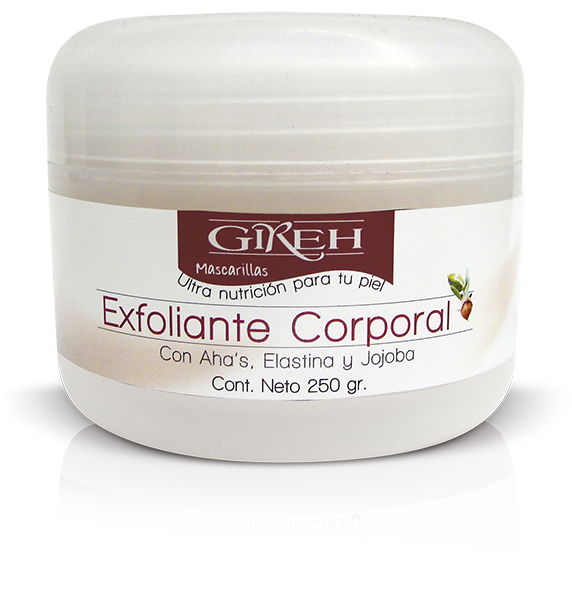 GIREH
Mascarillas
Ultra nutrición para tu piel
Exfoliante Corporal
Con Aha's, Elastina y Jojoba
Cont. Neto 250 gr.